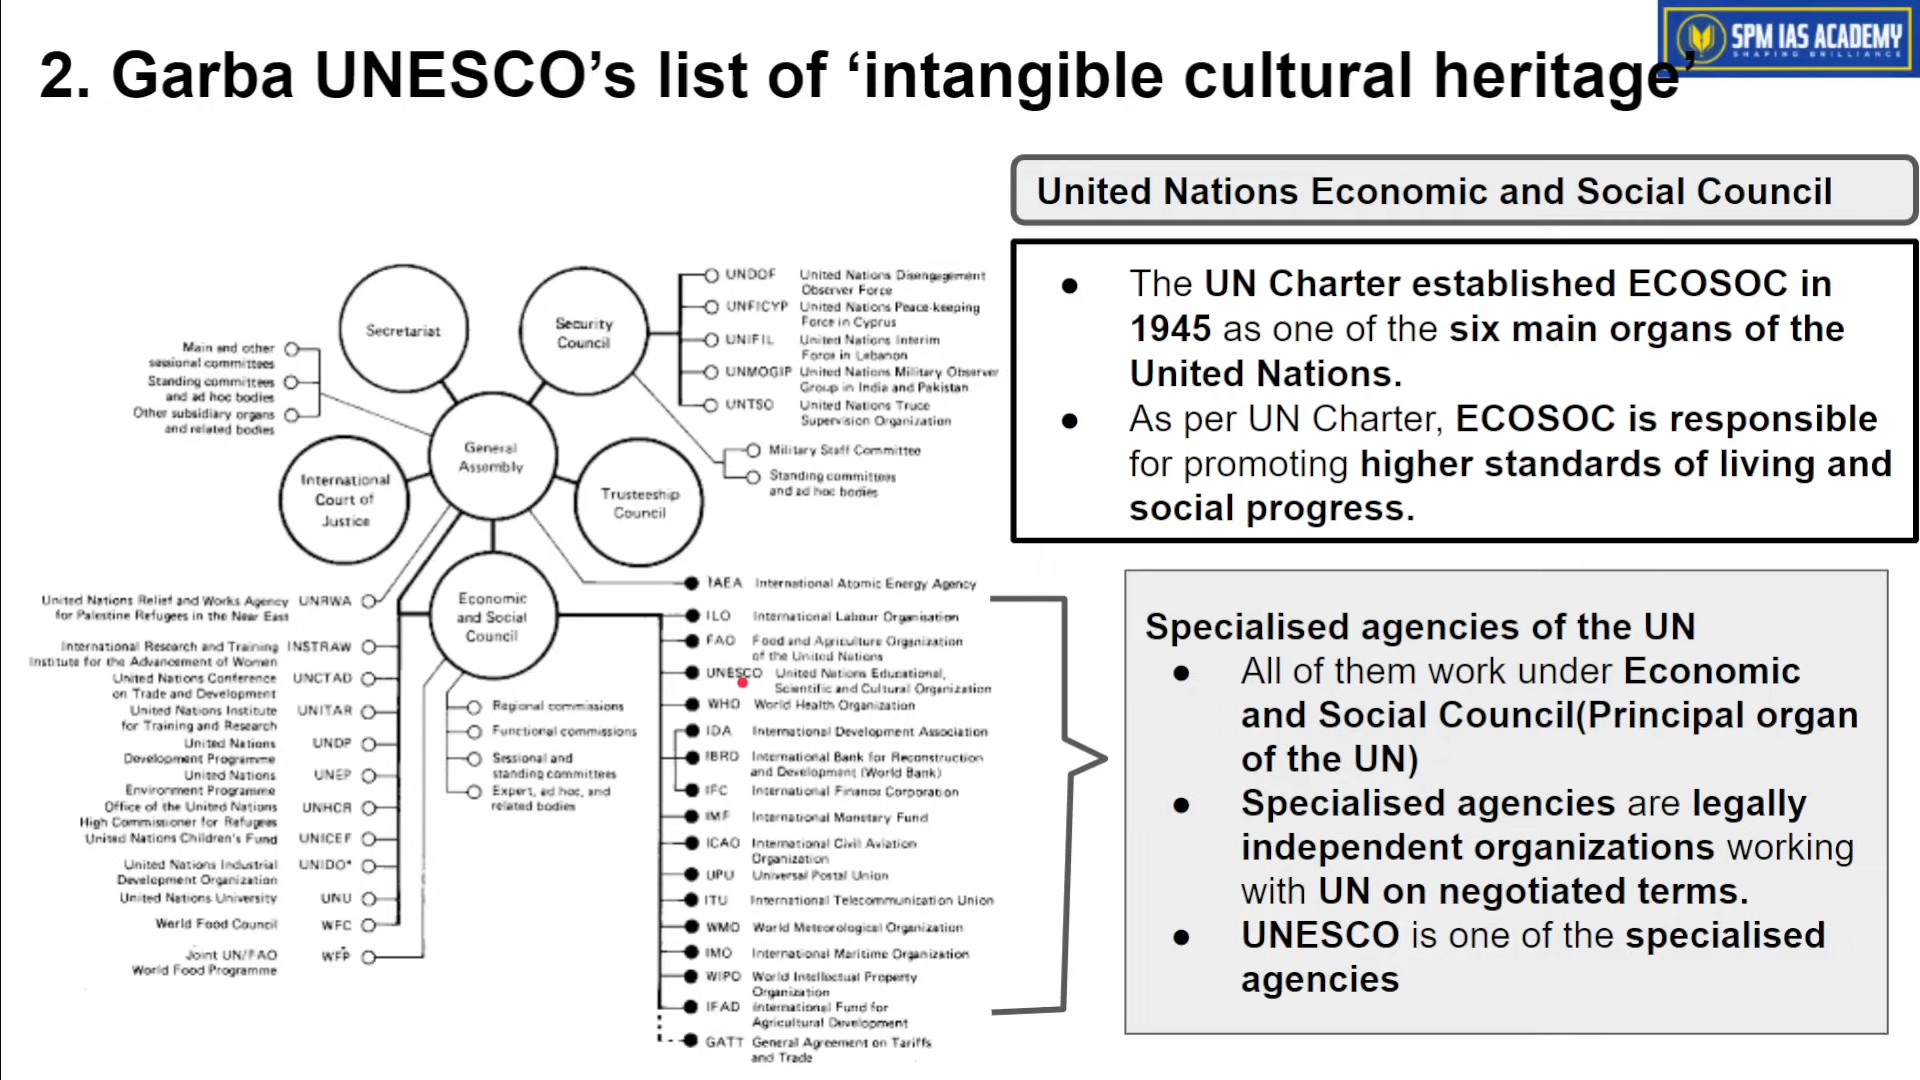 SPM IAS ACADEMY
SHAPING BRILLIANCE
2. Garba UNESCO’s list of ‘intangible cultural heritage’
United Nations Economic and Social Council
● The UN Charter established ECOSOC in
1945 as one of the six main organs of the
United Nations.
● As per UN Charter, ECOSOC is responsible
for promoting higher standards of living and
social progress.
Specialised agencies of the UN
● All of them work under Economic
and Social Council(Principal organ
of the UN)
● Specialised agencies are legally
independent organizations working
with UN on negotiated terms.
● UNESCO is one of the specialised
agencies
Secretariat
Security
Council
General
Assembly
International
Court of
Justice
Trusteeship
Council
Economic
and Social
Council
Main and other
sessional committees
Standing committees
and ad hoc bodies
Other subsidiary organs
and related bodies
UNDOF United Nations Disengagement
Observer Force
UNFICYP United Nations Peace-keeping
Force in Cyprus
UNIFIL United Nations Interim
Force in Lebanon
UNMOGIP United Nations Military Observer
Group in India and Pakistan
UNTSO United Nations Truce
Supervision Organization
Military Staff Committee
Standing committees
and ad hoc bodies
United Nations Relief and Works Agency UNRWA
for Palestine Refugees in the Near East
International Research and Training INSTRAW
Institute for the Advancement of Women
United Nations Conference UNCTAD
on Trade and Development
United Nations Institute UNITAR
for Training and Research
United Nations UNDP
Development Programme
United Nations UNEP
Environment Programme
Office of the United Nations UNHCR
High Commissioner for Refugees
United Nations Children's Fund UNICEF
United Nations Industrial UNIDO*
Development Organization
United Nations University UNU
World Food Council WFC
Joint UN/FAO WFP
World Food Programme
Regional commissions
Functional commissions
Sessional and
standing committees
Expert, ad hoc, and
related bodies
IAEA International Atomic Energy Agency
ILO International Labour Organisation
FAO Food and Agriculture Organization
of the United Nations
UNESCO United Nations Educational,
Scientific and Cultural Organization
WHO World Health Organization
IDA International Development Association
IBRD International Bank for Reconstruction
and Development (World Bank)
IFC International Finance Corporation
IMF International Monetary Fund
ICAO International Civil Aviation
Organization
UPU Universal Postal Union
ITU International Telecommunication Union
WMO World Meteorological Organization
IMO International Maritime Organization
WIPO World Intellectual Property
Organization
IFAD International Fund for
Agricultural Development
GATT General Agreement on Tariffs
and Trade